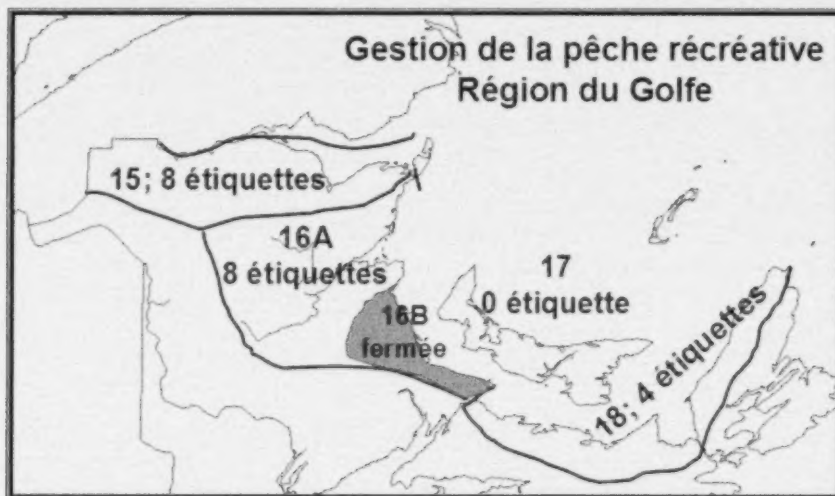 Gestion de la pêche récréative
Région du Golfe
15; 8 étiquettes
16A
8 étiquettes
17
0 étiquette
16B
fermée
18; 4 étiquettes